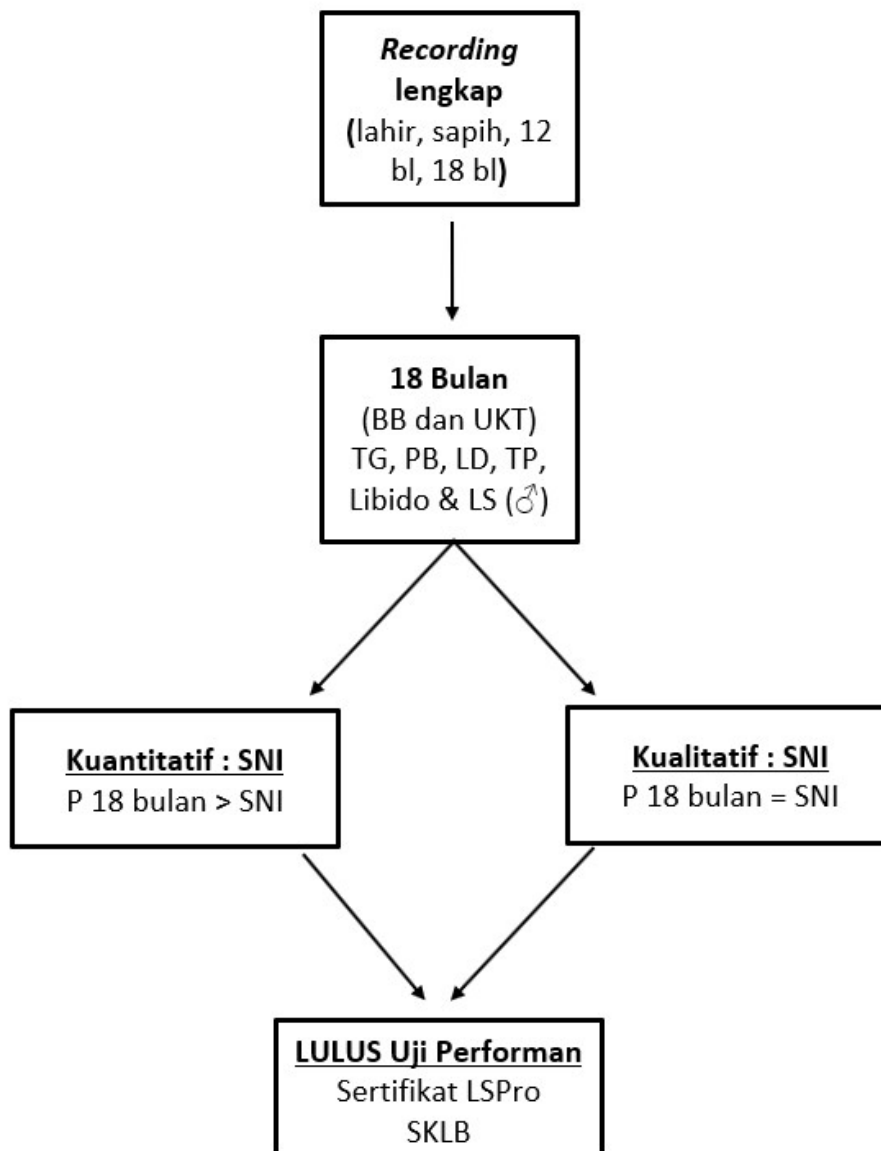 Recording
lengkap
(lahir, sapih, 12
bl, 18 bl)
18 Bulan
(BB dan UKT)
TG, PB, LD, TP,
Libido & LS (♂)
Kuantitatif : SNI
P 18 bulan > SNI
Kualitatif : SNI
P 18 bulan = SNI
LULUS Uji Performan
Sertifikat LSPro
SKLB